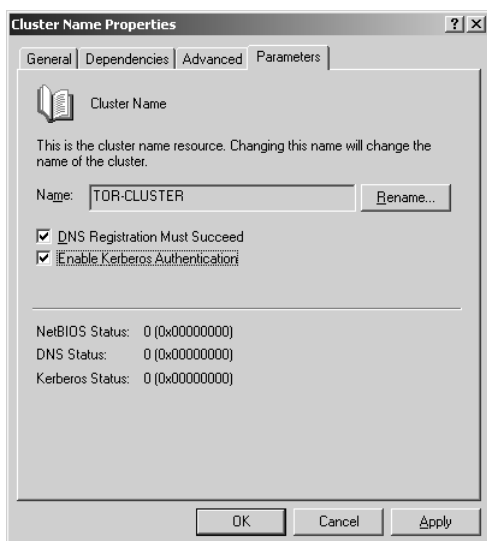 Cluster Name Properties
? X
General Dependencies Advanced Parameters
Cluster Name
This is the cluster name resource. Changing this name will change the
name of the cluster.
Name: TOR-CLUSTER Rename...
DNS Registration Must Succeed
Enable Kerberos Authentication
NetBIOS Status: 0 (0x00000000)
DNS Status: 0 (0x00000000)
Kerberos Status: 0 (0x00000000)
OK Cancel Apply